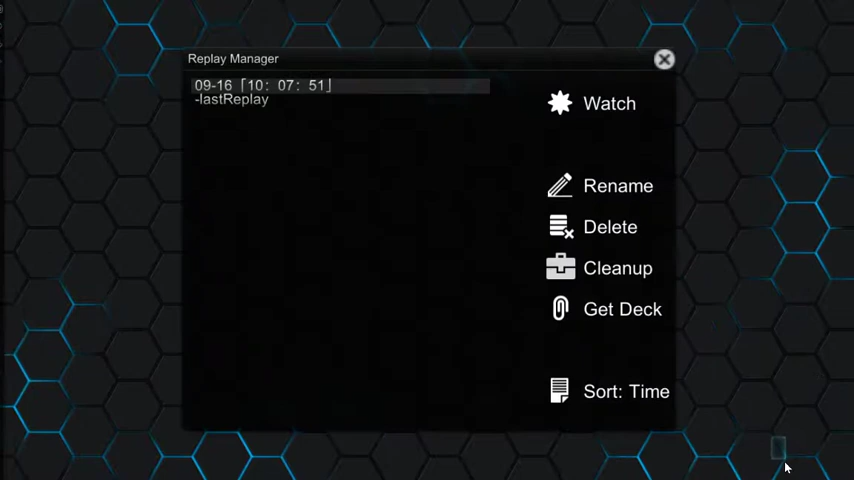 Replay Manager
09-16「10: 07: 51」
-lastReplay
Watch
Rename
Delete
Cleanup
Get Deck
Sort: Time